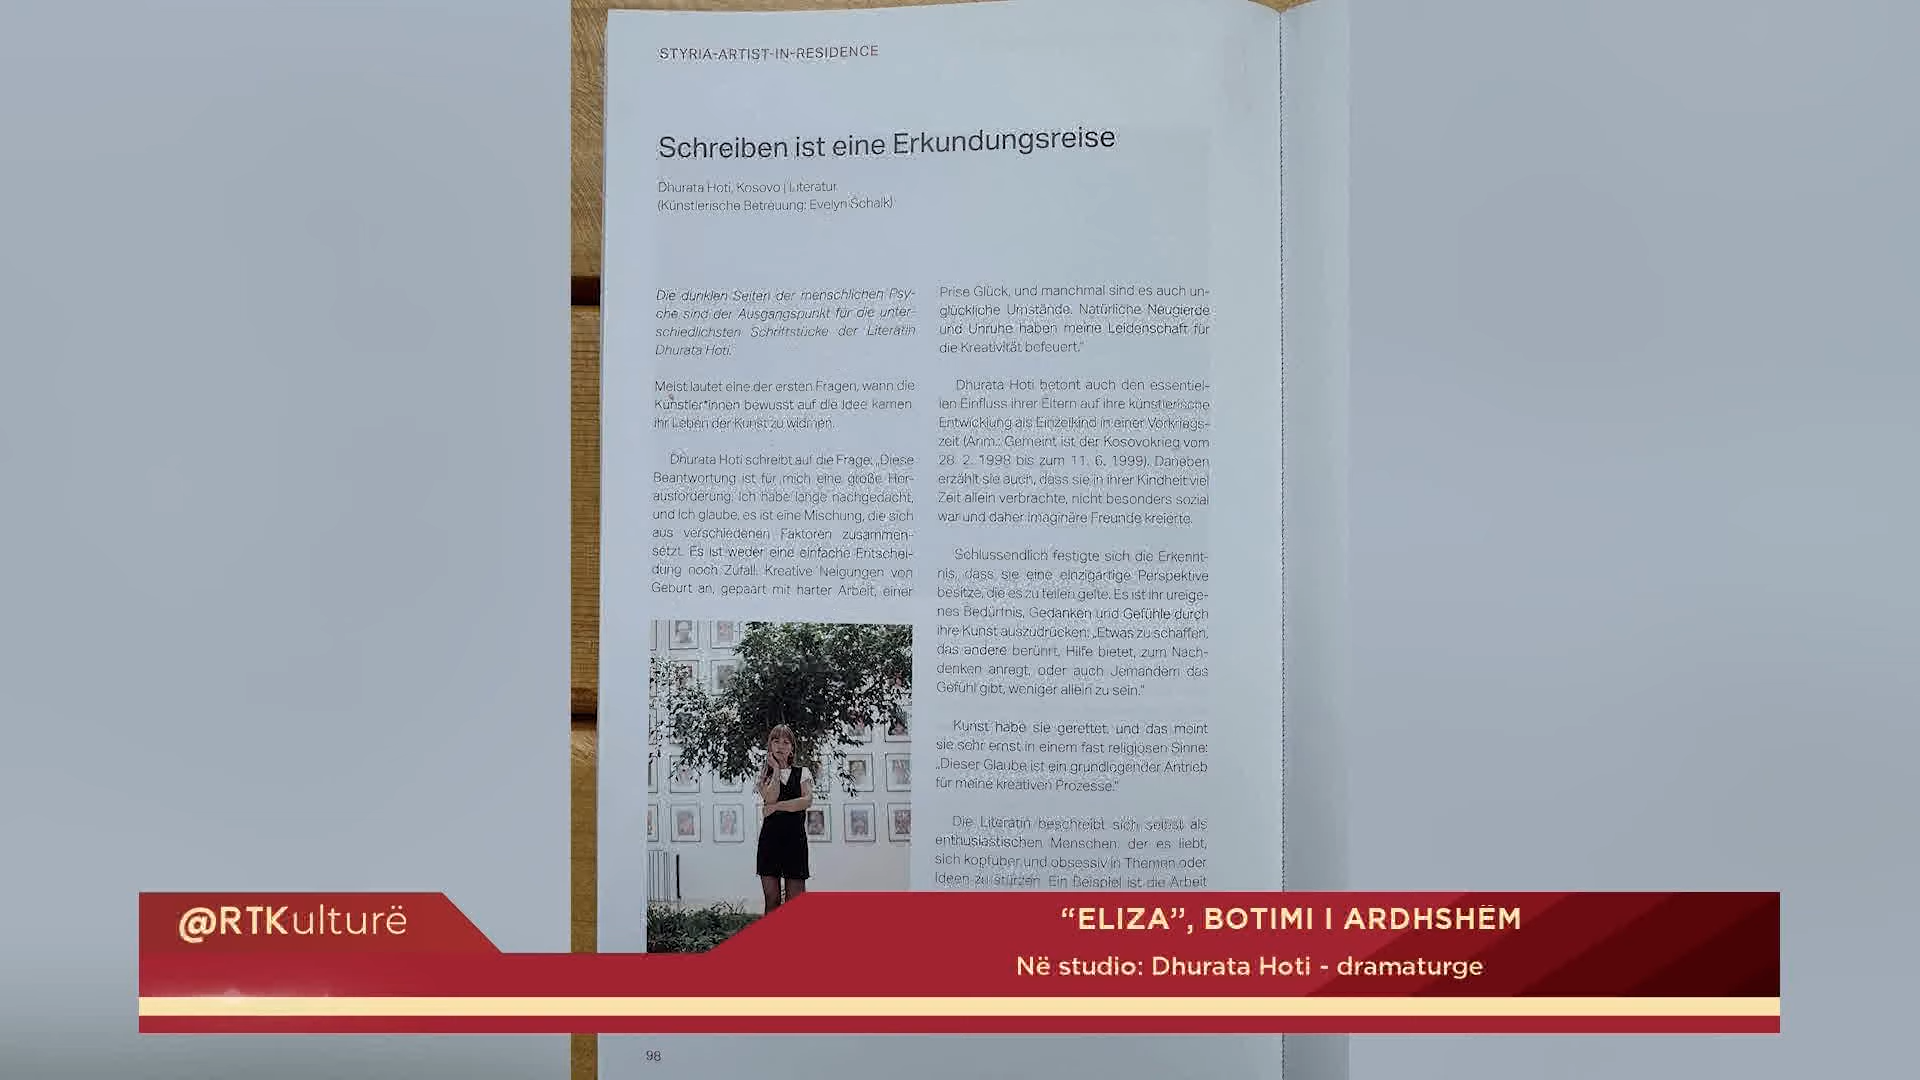 STYRIA-ARTIST-IN-RESIDENCE
Schreiben ist eine Erkundungsreise
Dhurata Hoti, Kosovo | Literatur
(Künstlerische Betreuung: Evelyn Schalk)
Die dunklen Seiten der menschlichen Psy-
che sind der Ausgangspunkt für die unter-
schiedlichsten Schriftstücke der Literatin
Dhurata Hoti.
Meist lautet eine der ersten Fragen, wann die
Künstler*innen bewusst auf die Idee kamen
ihr Leben der Kunst zu widmen.
Dhurata Hoti schreibt auf die Frage: „Diese
Beantwortung ist für mich eine große Her-
ausforderung. Ich habe lange nachgedacht,
und ich glaube, es ist eine Mischung, die sich
aus verschiedenen Faktoren zusammen-
setzt. Es ist weder eine einfache Entschei-
dung noch Zufall. Kreative Neigungen von
Geburt an, gepaart mit harter Arbeit, einer
Prise Glück, und manchmal sind es auch un-
glückliche Umstände. Natürliche Neugierde
und Unruhe haben meine Leidenschaft für
die Kreativität befeuert.“
Dhurata Hoti betont auch den essentiel-
len Einfluss ihrer Eltern auf ihre künstlerische
Entwicklung als Einzelkind in einer Vorkriegs-
zeit (Anm.: Gemeint ist der Kosovokrieg vom
28. 2. 1998 bis zum 11. 6. 1999). Daneben
erzählt sie auch, dass sie in ihrer Kindheit viel
Zeit allein verbrachte, nicht besonders sozial
war und daher imaginäre Freunde kreierte.
Schlussendlich festigte sich die Erkennt-
nis, dass sie eine einzigartige Perspektive
besitze, die es zu teilen gelte. Es ist ihr ureige-
nes Bedürfnis, Gedanken und Gefühle durch
ihre Kunst auszudrücken: „Etwas zu schaffen,
das andere berührt, Hilfe bietet, zum Nach-
denken anregt, oder auch Jemandem das
Gefühl gibt, weniger allein zu sein.“
Kunst habe sie gerettet, und das meint
sie sehr ernst in einem fast religiösen Sinne:
„Dieser Glaube ist ein grundlegender Antrieb
für meine kreativen Prozesse.“
Die Literatin beschreibt sich selbst als
enthusiastischen Menschen, der es liebt,
sich kopfüber und obsessiv in Themen oder
Ideen zu stürzen. Ein Beispiel ist die Arbeit
@RTKulturë
“ELIZA”, BOTIMI I ARDHSHËM
Në studio: Dhurata Hoti - dramaturge
98